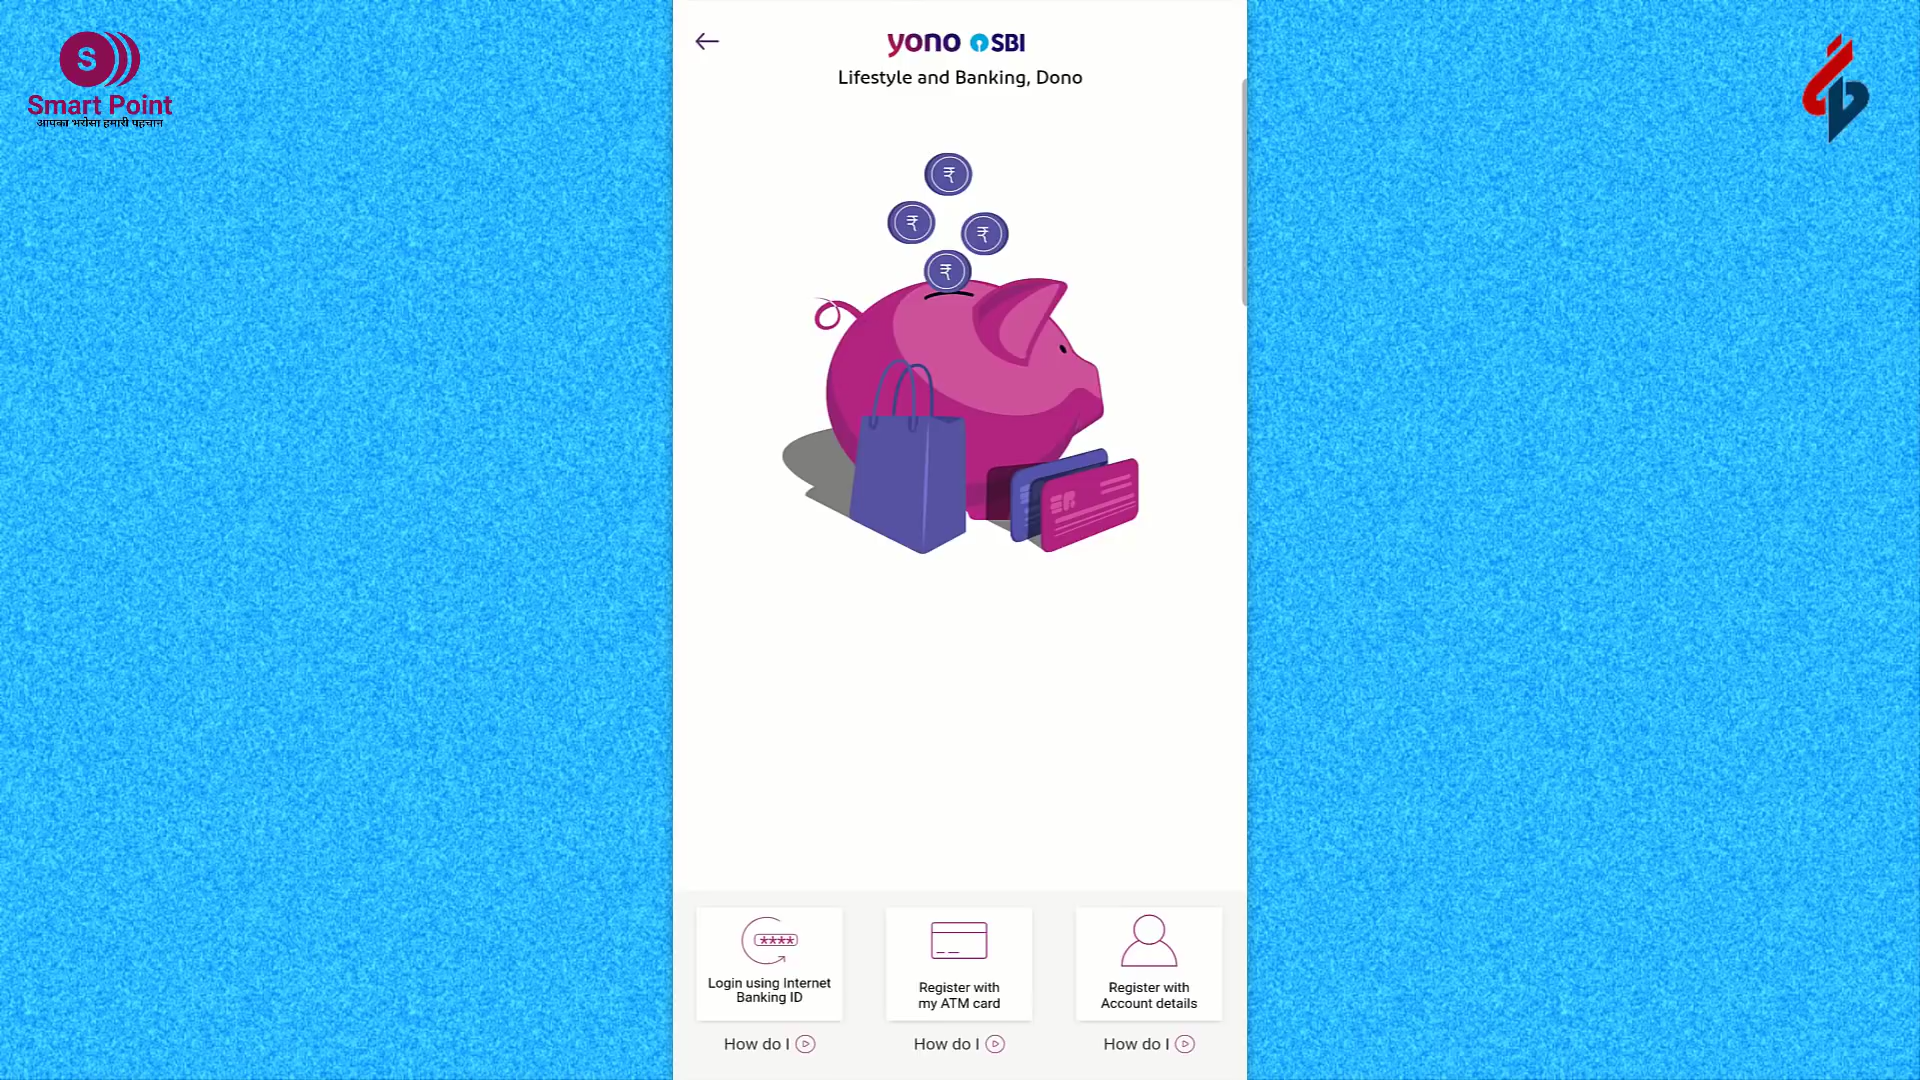 S
Smart Point
आपका भरोसा हमारी पहचान
yono SBI
Lifestyle and Banking, Dono
₹
₹
₹
₹
****
Login using Internet
Banking ID
Register with
my ATM card
Register with
Account details
How do I
How do I
How do I